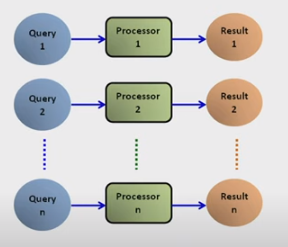 Query
1
Processor
1
Result
1
Query
2
Processor
2
Result
2
Query
n
Processor
n
Result
n